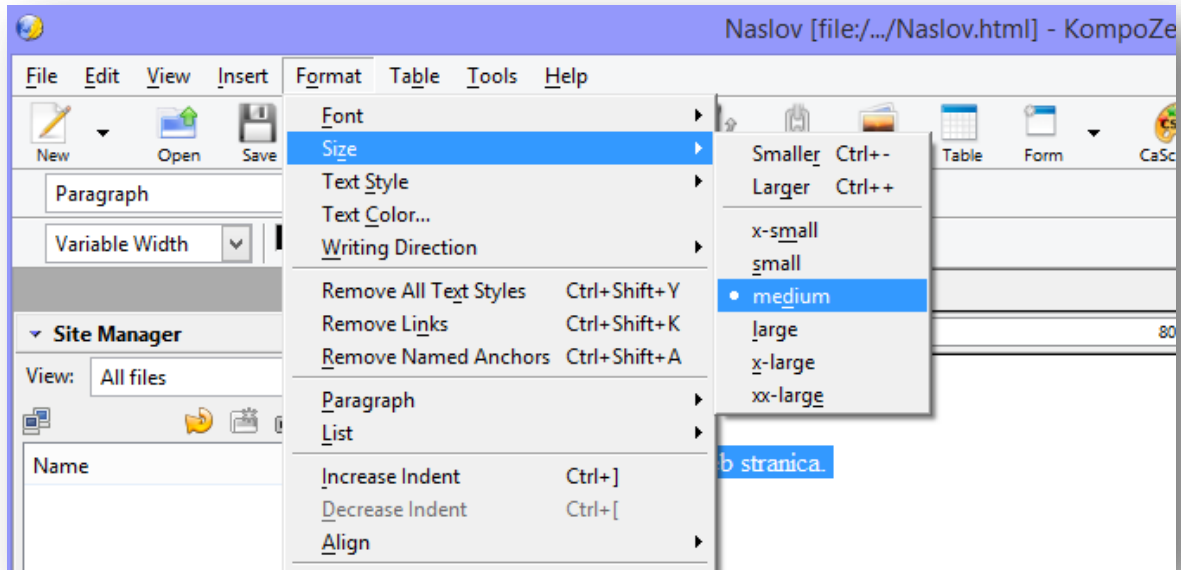 Naslov [file:/.../Naslov.html] - KompoZe
File Edit View Insert Format Table Tools Help
New Open Save Table Form CaSc
Font
Size
Text Style
Text Color...
Writing Direction
Remove All Text Styles Ctrl+Shift+Y
Remove Links Ctrl+Shift+K
Remove Named Anchors Ctrl+Shift+A
Paragraph
List
Increase Indent Ctrl+]
Decrease Indent Ctrl+[
Align
Smaller Ctrl+-
Larger Ctrl++
x-small
small
medium
large
x-large
xx-large
Paragraph
Variable Width
Site Manager
View: All files
Name
80
b stranica.